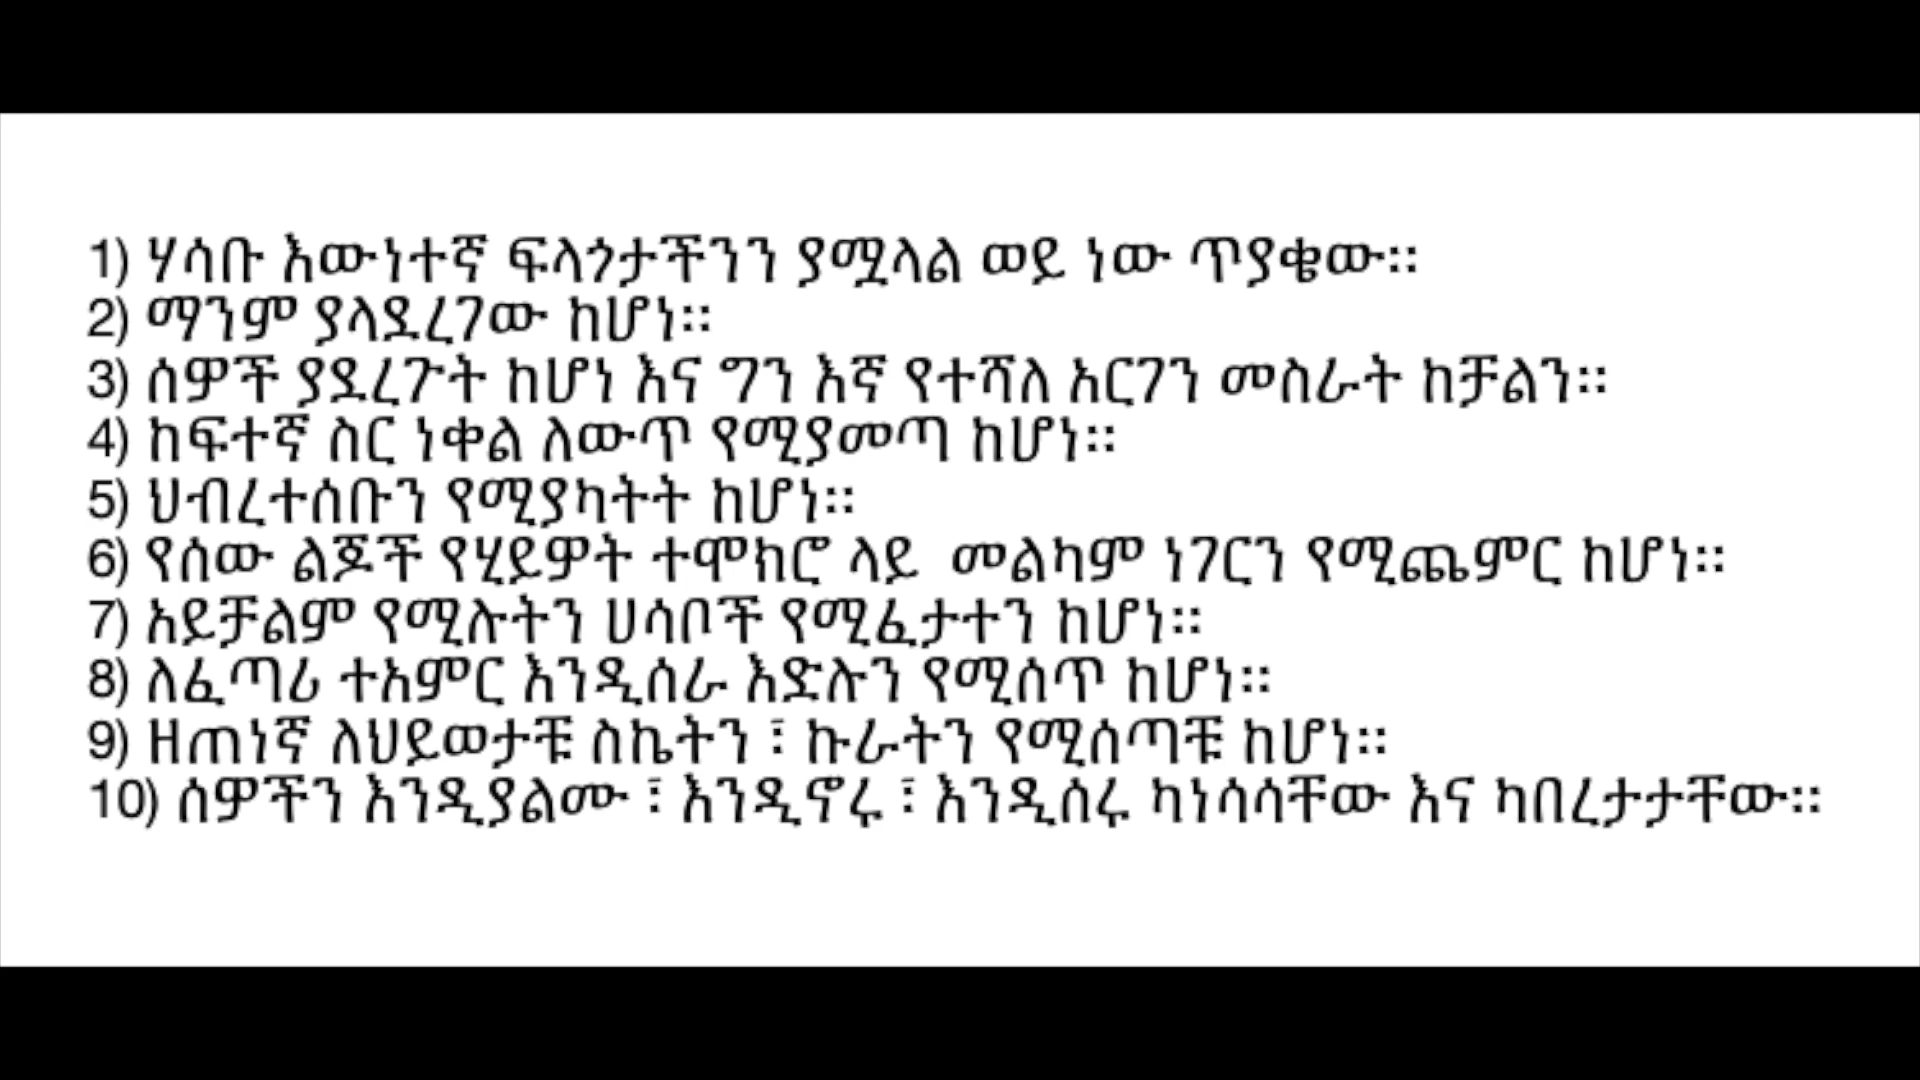 1) ሃሳቡ እውነተኛ ፍላጎታችንን ያሟላል ወይ ነው ጥያቄው።
2) ማንም ያላደረገው ከሆነ።
3) ሰዎች ያደረጉት ከሆነ እና ግን እኛ የተሻለ አርገን መስራት ከቻልን።
4) ከፍተኛ ስር ነቀል ለውጥ የሚያመጣ ከሆነ።
5) ህብረተሰቡን የሚያካትት ከሆነ።
6) የሰው ልጆች የሂይዎት ተሞክሮ ላይ  መልካም ነገርን የሚጨምር ከሆነ።
7) አይቻልም የሚሉትን ሀሳቦች የሚፈታተን ከሆነ።
8) ለፈጣሪ ተአምር እንዲሰራ እድሉን የሚሰጥ ከሆነ።
9) ዘጠነኛ ለህይወታቹ ስኬትን ፣ ኩራትን የሚሰጣቹ ከሆነ።
10) ሰዎችን እንዲያልሙ ፣ እንዲኖሩ ፣ እንዲሰሩ ካነሳሳቸው እና ካበረታታቸው።